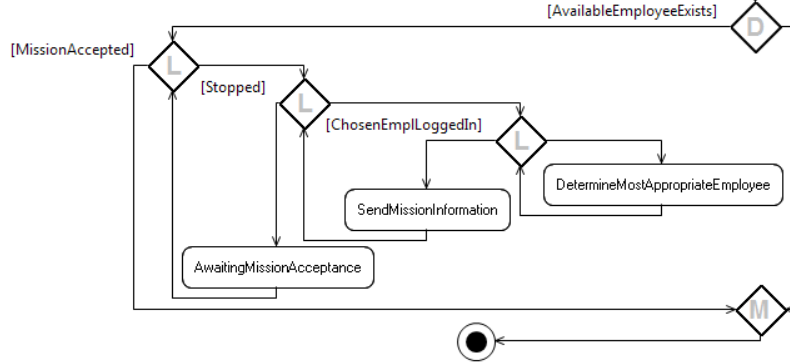 [AvailableEmployeeExists]
D
[MissionAccepted]
L
[Stopped]
L
[ChosenEmplLoggedIn]
L
DetermineMostAppropriateEmployee
SendMissionInformation
AwaitingMissionAcceptance
M